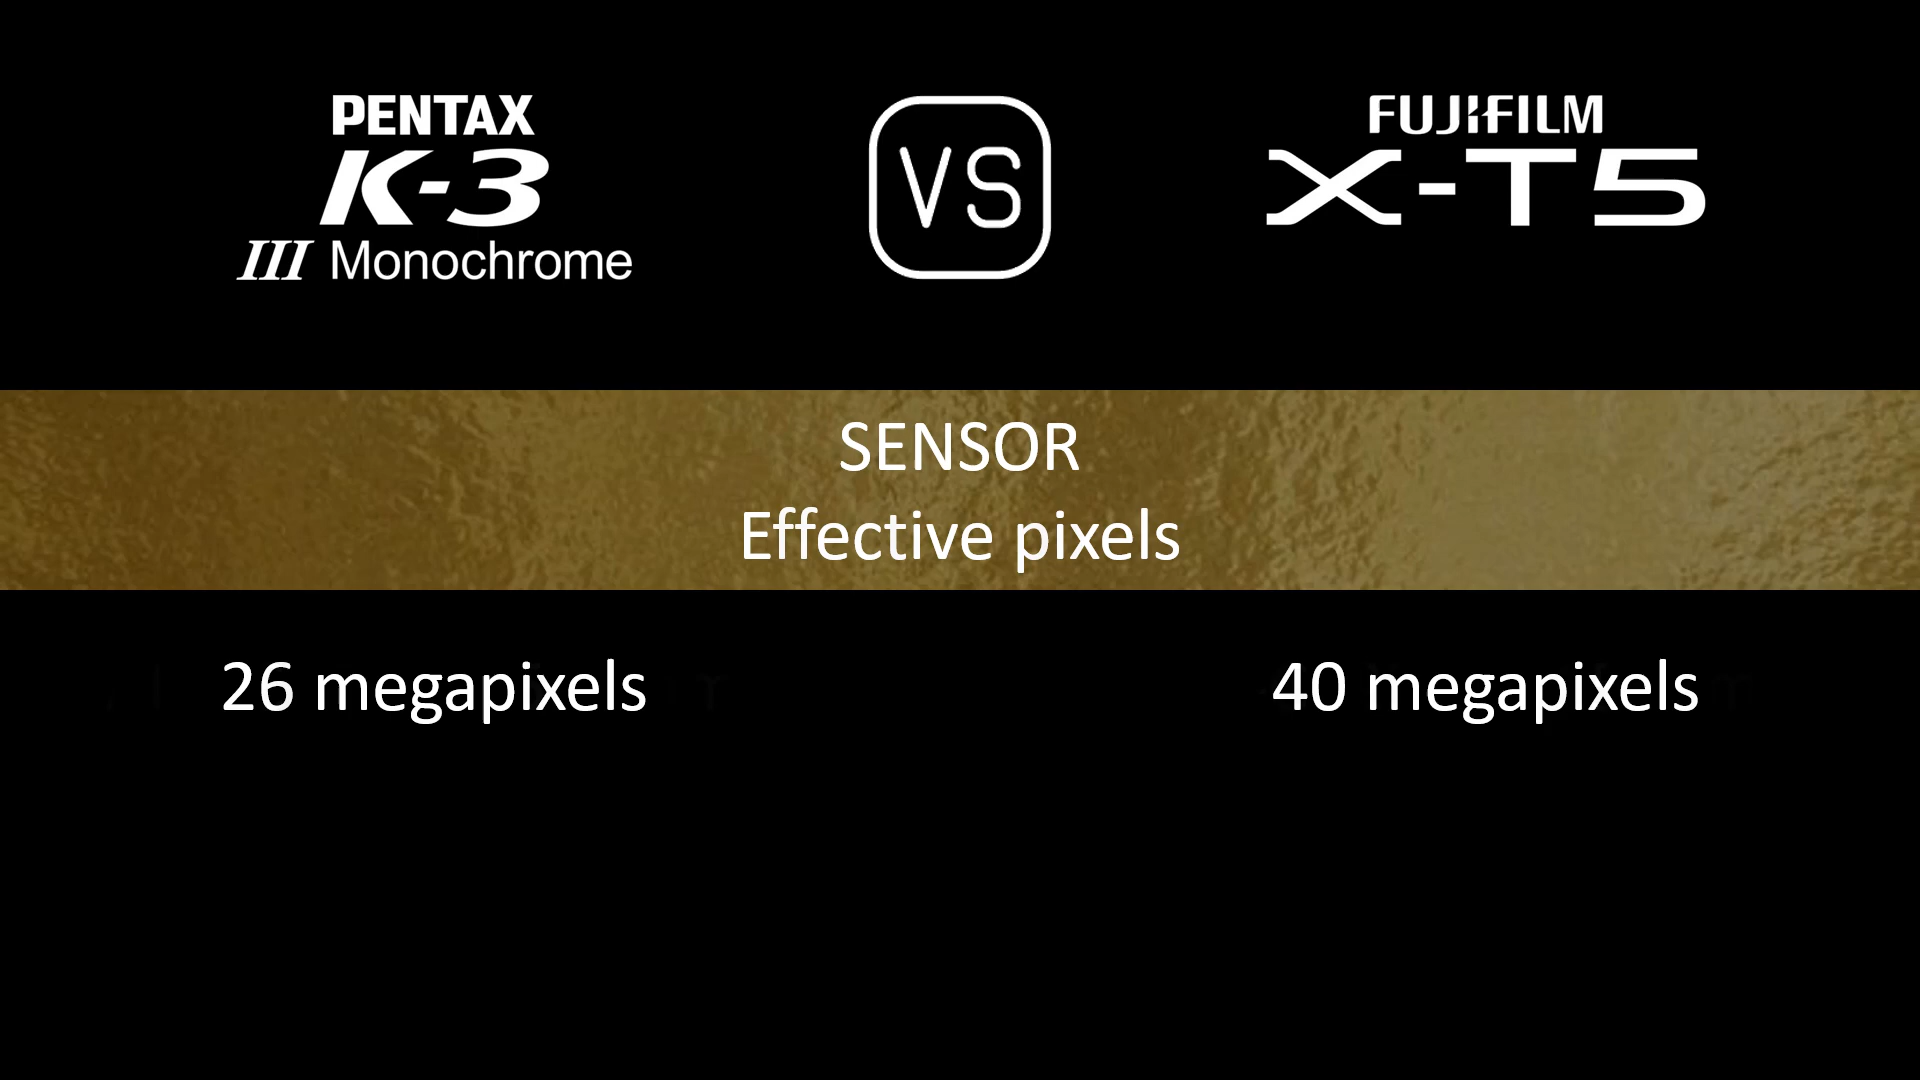 PENTAX
K-3
III Monochrome
VS
FUJIFILM
X-T5
SENSOR
Effective pixels
26 megapixels
40 megapixels